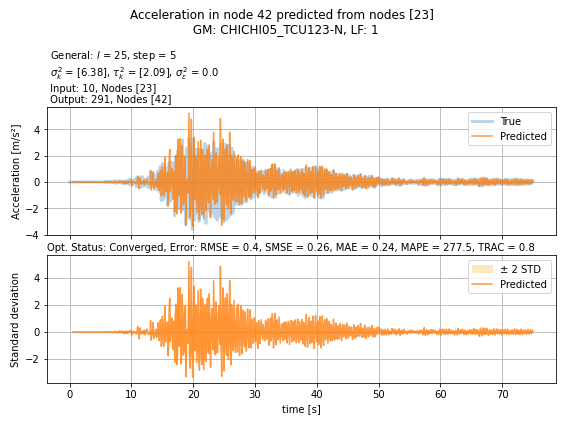 Acceleration in node 42 predicted from nodes [23]
GM: CHICHI05_TCU123-N, LF: 1
General: l = 25, step = 5
σ²ₖ = [6.38], τ²ₖ = [2.09], σ²ε = 0.0
Input: 10, Nodes [23]
Output: 291, Nodes [42]
Acceleration [m/s²]
4
2
0
−2
−4
True
Predicted
Opt. Status: Converged, Error: RMSE = 0.4, SMSE = 0.26, MAE = 0.24, MAPE = 277.5, TRAC = 0.8
Standard deviation
4
2
0
−2
± 2 STD
Predicted
0 10 20 30 40 50 60 70
time [s]